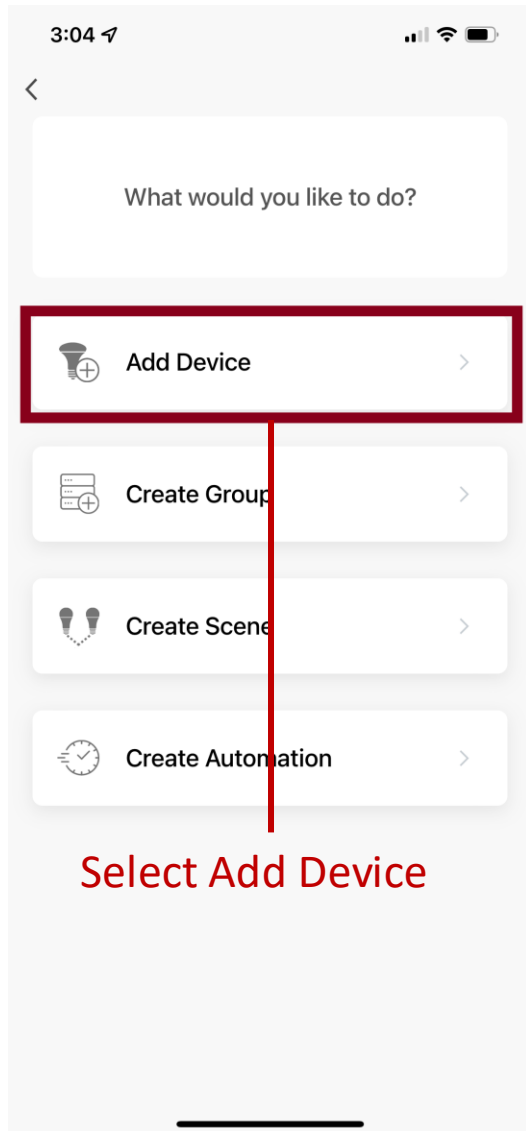 3:04
What would you like to do?
Add Device
Create Group
Create Scene
Create Automation
Select Add Device